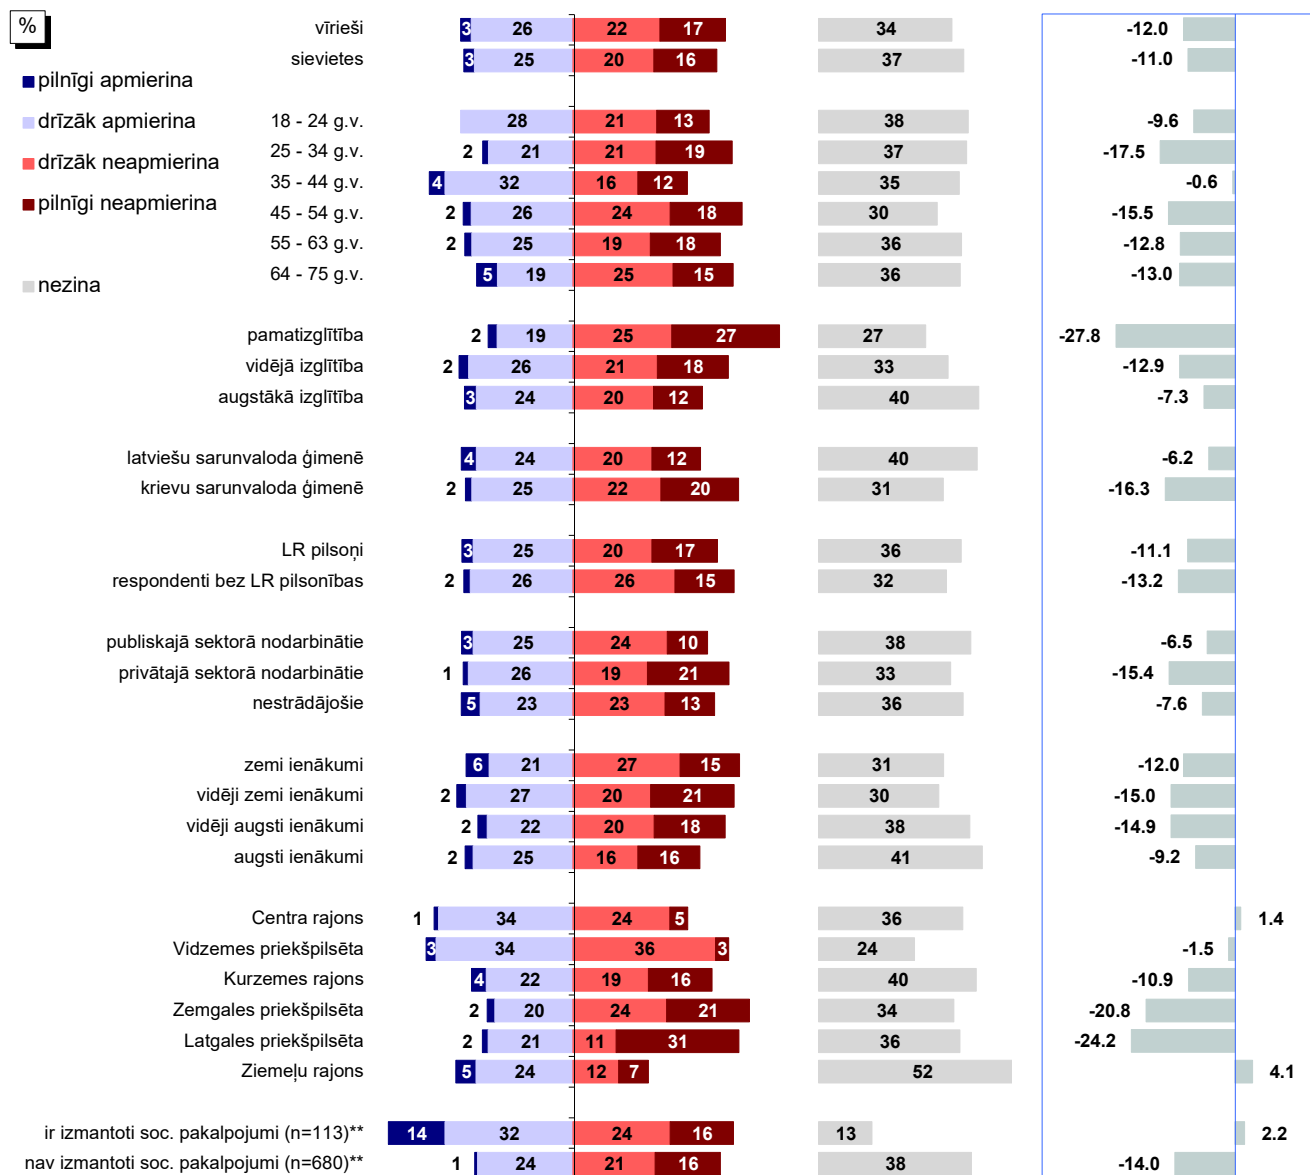 %
pilnīgi apmierina
drīzāk apmierina
drīzāk neapmierina
pilnīgi neapmierina
nezina
vīrieši 3 26 22 17 34 -12.0
sievietes 3 25 20 16 37 -11.0
18 - 24 g.v. 28 21 13 38 -9.6
25 - 34 g.v. 2 21 21 19 37 -17.5
35 - 44 g.v. 4 32 16 12 35 -0.6
45 - 54 g.v. 2 26 24 18 30 -15.5
55 - 63 g.v. 2 25 19 18 36 -12.8
64 - 75 g.v. 5 19 25 15 36 -13.0
pamatizglītība 2 19 25 27 27 -27.8
vidējā izglītība 2 26 21 18 33 -12.9
augstākā izglītība 3 24 20 12 40 -7.3
latviešu sarunvaloda ģimenē 4 24 20 12 40 -6.2
krievu sarunvaloda ģimenē 2 25 22 20 31 -16.3
LR pilsoņi 3 25 20 17 36 -11.1
respondenti bez LR pilsonības 2 26 26 15 32 -13.2
publiskajā sektorā nodarbinātie 3 25 24 10 38 -6.5
privātajā sektorā nodarbinātie 1 26 19 21 33 -15.4
nestrādājošie 5 23 23 13 36 -7.6
zemi ienākumi 6 21 27 15 31 -12.0
vidēji zemi ienākumi 2 27 20 21 30 -15.0
vidēji augsti ienākumi 2 22 20 18 38 -14.9
augsti ienākumi 2 25 16 16 41 -9.2
Centra rajons 1 34 24 5 36 1.4
Vidzemes priekšpilsēta 3 34 36 3 24 -1.5
Kurzemes rajons 4 22 19 16 40 -10.9
Zemgales priekšpilsēta 2 20 24 21 34 -20.8
Latgales priekšpilsēta 2 21 11 31 36 -24.2
Ziemeļu rajons 5 24 12 7 52 4.1
ir izmantoti soc. pakalpojumi (n=113)** 14 32 24 16 13 2.2
nav izmantoti soc. pakalpojumi (n=680)** 1 24 21 16 38 -14.0